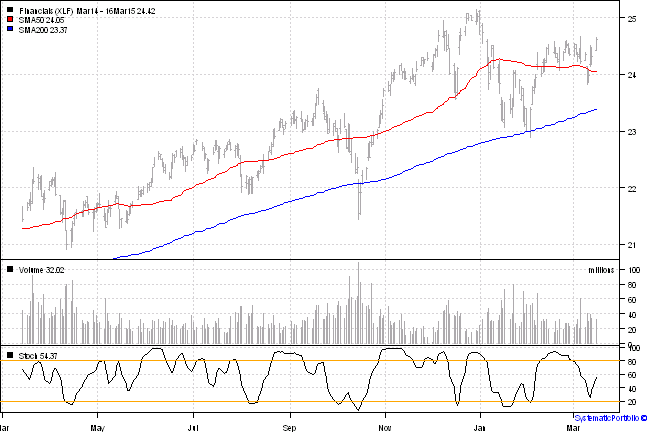 Financials (XLF) Mar14 - 16Mar15 24.42
SMA50 24.05
SMA200 23.37
25
24
23
22
21
Volume 32.02
millions
100
80
60
40
20
0
Stoch 54.37
100
80
60
40
20
Mar
May
Jul
Sep
Nov
Jan
Mar
SystematicPortfolio ©